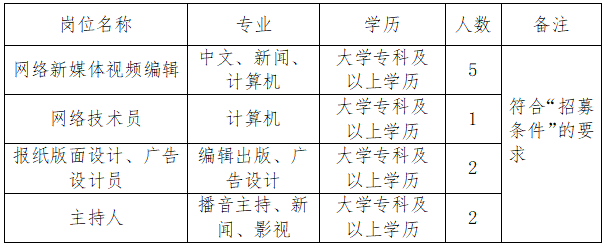 岗位名称 专业 学历 人数 备注
网络新媒体视频编辑 中文、新闻、计算机 大学专科及以上学历 5 符合“招募条件”的要求
网络技术员 计算机 大学专科及以上学历 1
报纸版面设计、广告设计员 编辑出版、广告设计 大学专科及以上学历 2
主持人 播音主持、新闻、影视 大学专科及以上学历 2